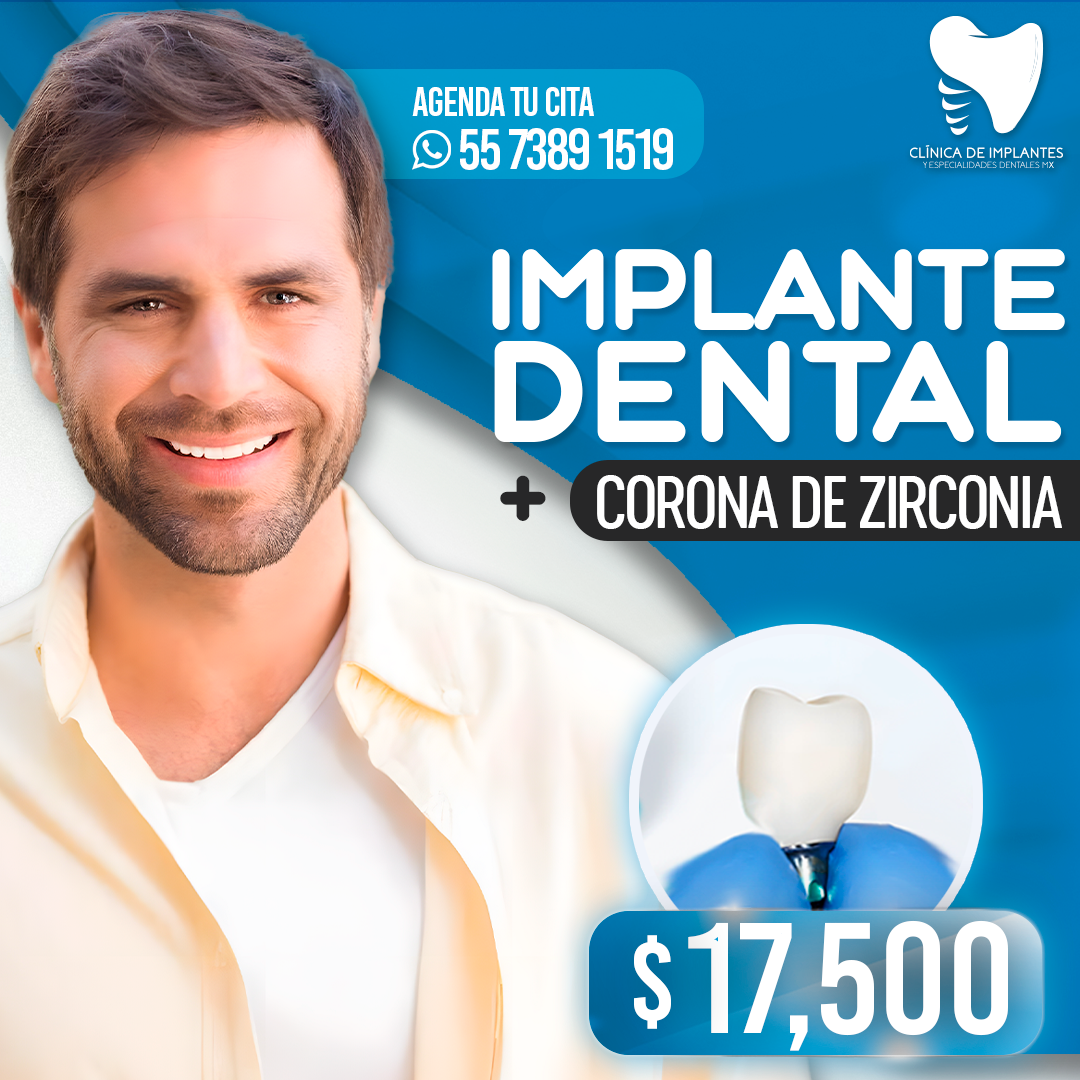 AGENDA TU CITA
55 7389 1519
CLÍNICA DE IMPLANTES
Y ESPECIALIDADES DENTALES MX
IMPLANTE
DENTAL
+ CORONA DE ZIRCONIA
$17,500